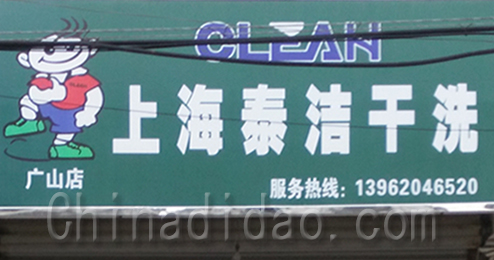 CLEAN
上海泰洁干洗
广山店
服务热线: 13962046520
Chinadidao.com